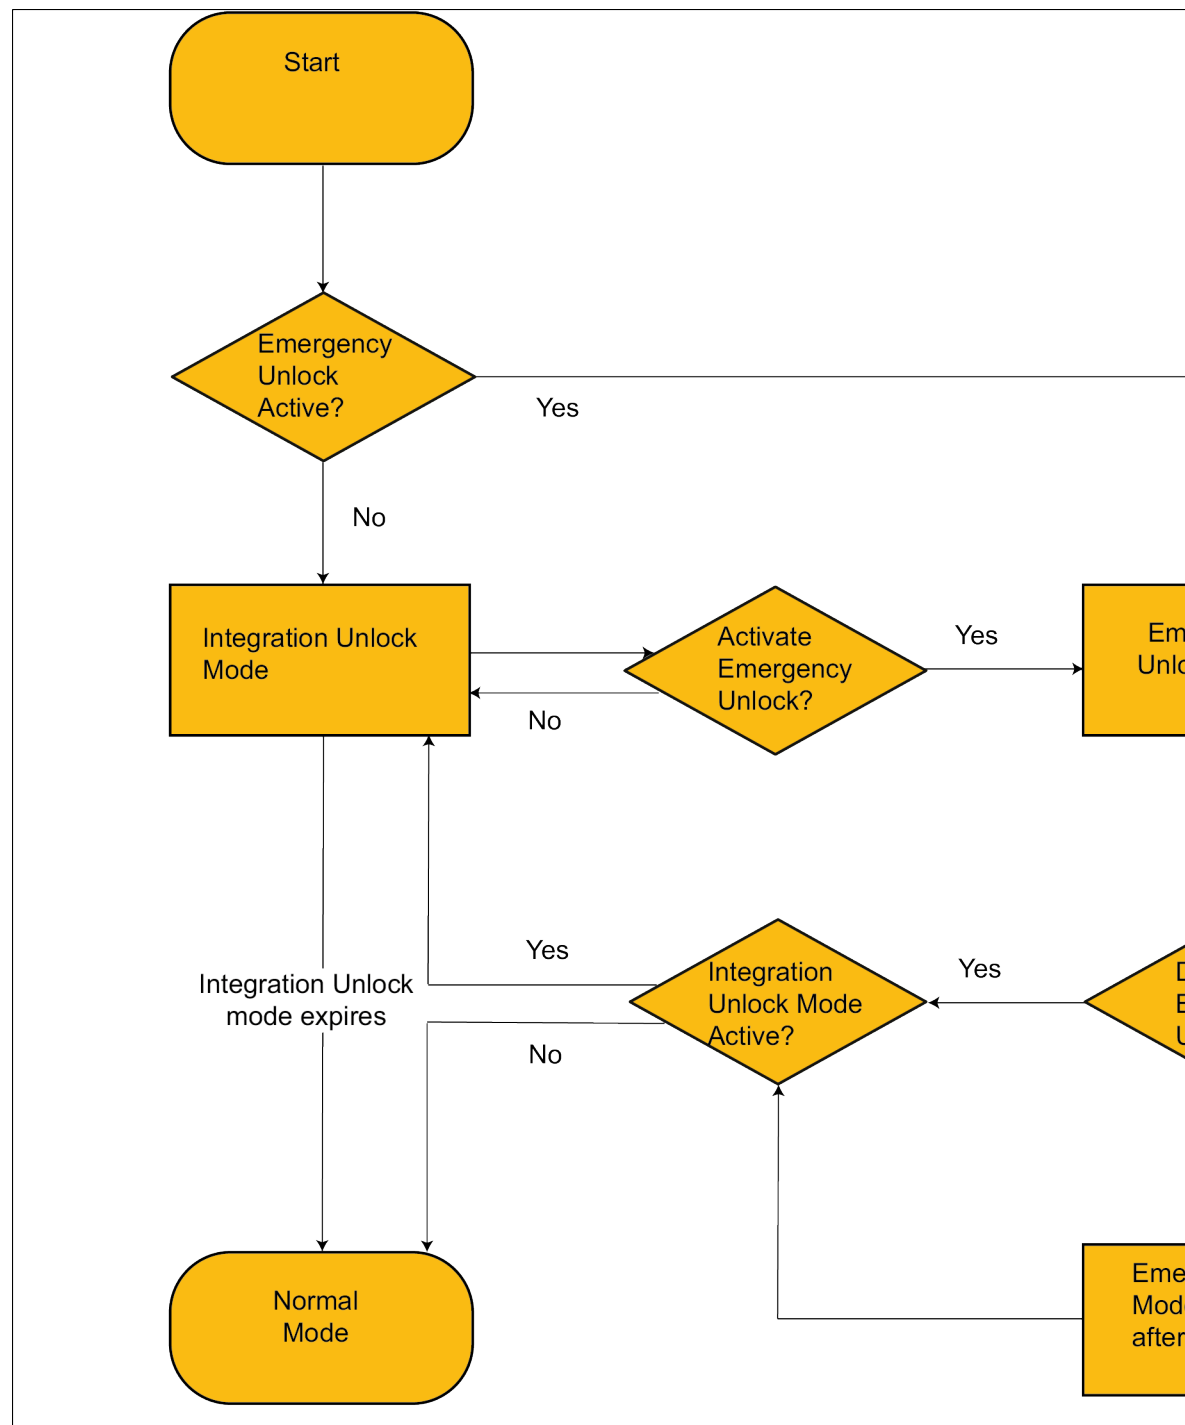 Start
Emergency
Unlock
Active?
Yes
No
Integration Unlock
Mode
Activate
Emergency
Unlock?
Yes
No
Integration Unlock
mode expires
Yes
Integration
Unlock Mode
Active?
Yes
No
Normal
Mode
after